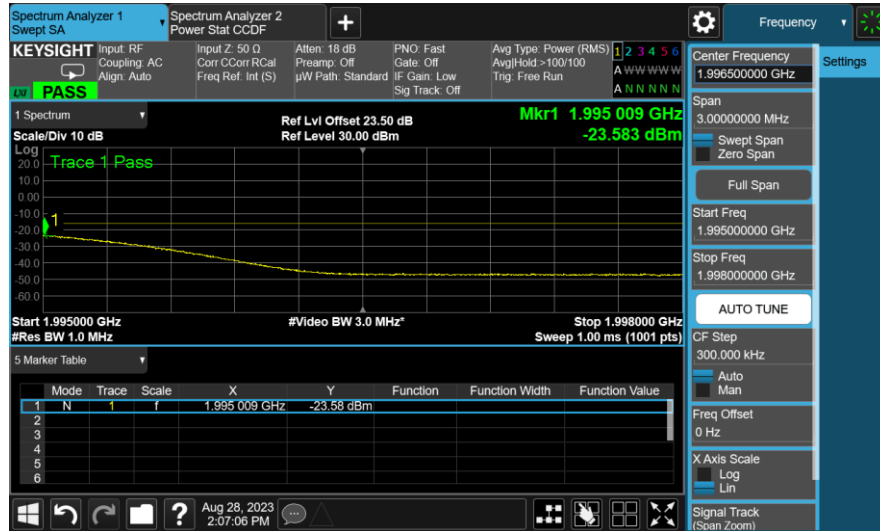 Spectrum Analyzer 1
Swept SA
Spectrum Analyzer 2
Power Stat CCDF
Frequency
KEYSIGHT
Input: RF
Coupling: AC
Align: Auto
Input Z: 50 Ω
Corr CCorr RCal
Freq Ref: Int (S)
Atten: 18 dB
Preamp: Off
µW Path: Standard
PNO: Fast
Gate: Off
IF Gain: Low
Sig Track: Off
Avg Type: Power (RMS)
Avg|Hold:>100/100
Trig: Free Run
1 2 3 4 5 6
A W W W W W
A N N N N N
LXI
PASS
1 Spectrum
Scale/Div 10 dB
Ref Lvl Offset 23.50 dB
Ref Level 30.00 dBm
Mkr1 1.995 009 GHz
-23.583 dBm
Log
Trace 1 Pass
20.0
10.0
0.00
-10.0
1
-20.0
-30.0
-40.0
-50.0
-60.0
Start 1.995000 GHz
#Res BW 1.0 MHz
#Video BW 3.0 MHz*
Stop 1.998000 GHz
Sweep 1.00 ms (1001 pts)
5 Marker Table
Mode Trace Scale X Y Function Function Width Function Value
1 N 1 f 1.995 009 GHz -23.58 dBm
2
3
4
5
6
?
Aug 28, 2023
2:07:06 PM
Center Frequency
1.996500000 GHz
Settings
Span
3.00000000 MHz
Swept Span
Zero Span
Full Span
Start Freq
1.995000000 GHz
Stop Freq
1.998000000 GHz
AUTO TUNE
CF Step
300.000 kHz
Auto
Man
Freq Offset
0 Hz
X Axis Scale
Log
Lin
Signal Track
(Span Zoom)